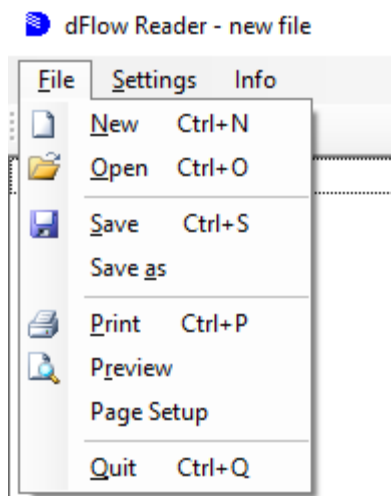 dFlow Reader - new file
File Settings Info
New Ctrl+N
Open Ctrl+O
Save Ctrl+S
Save as
Print Ctrl+P
Preview
Page Setup
Quit Ctrl+Q